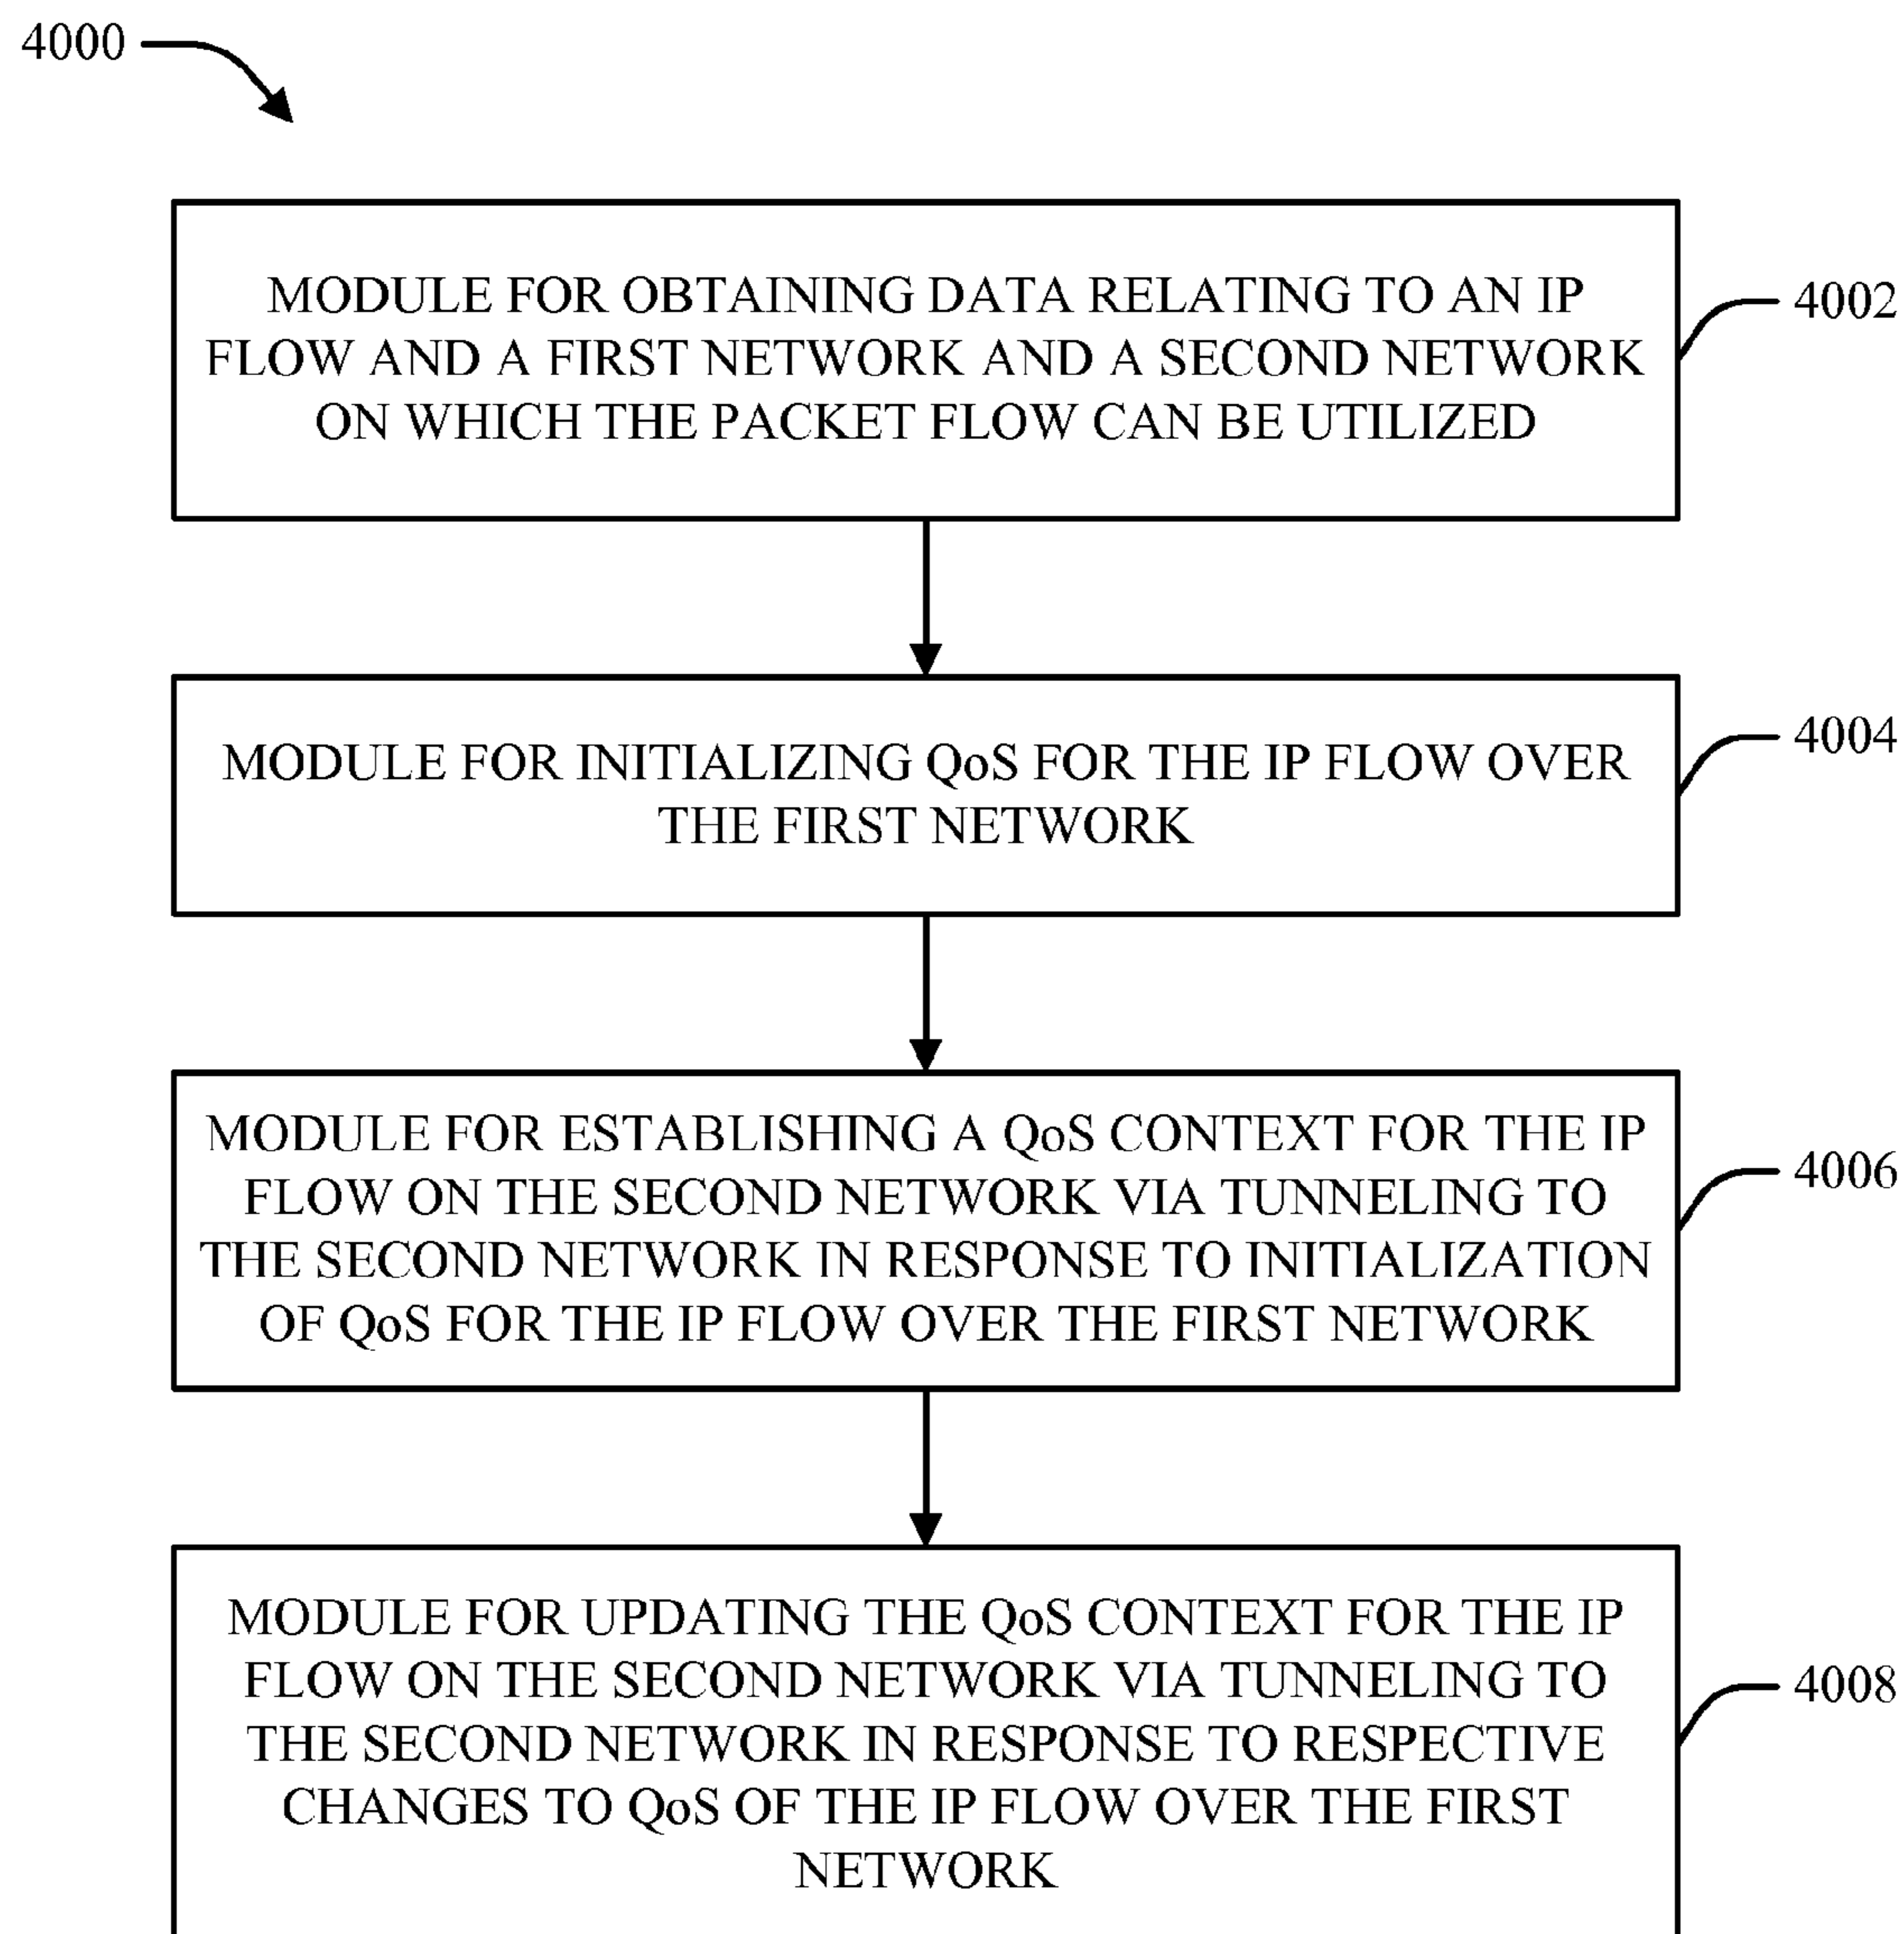 4000
MODULE FOR OBTAINING DATA RELATING TO AN IP
FLOW AND A FIRST NETWORK AND A SECOND NETWORK
ON WHICH THE PACKET FLOW CAN BE UTILIZED
4002
MODULE FOR INITIALIZING QoS FOR THE IP FLOW OVER
THE FIRST NETWORK
4004
MODULE FOR ESTABLISHING A QoS CONTEXT FOR THE IP
FLOW ON THE SECOND NETWORK VIA TUNNELING TO
THE SECOND NETWORK IN RESPONSE TO INITIALIZATION
OF QoS FOR THE IP FLOW OVER THE FIRST NETWORK
4006
MODULE FOR UPDATING THE QoS CONTEXT FOR THE IP
FLOW ON THE SECOND NETWORK VIA TUNNELING TO
THE SECOND NETWORK IN RESPONSE TO RESPECTIVE
CHANGES TO QoS OF THE IP FLOW OVER THE FIRST
NETWORK
4008